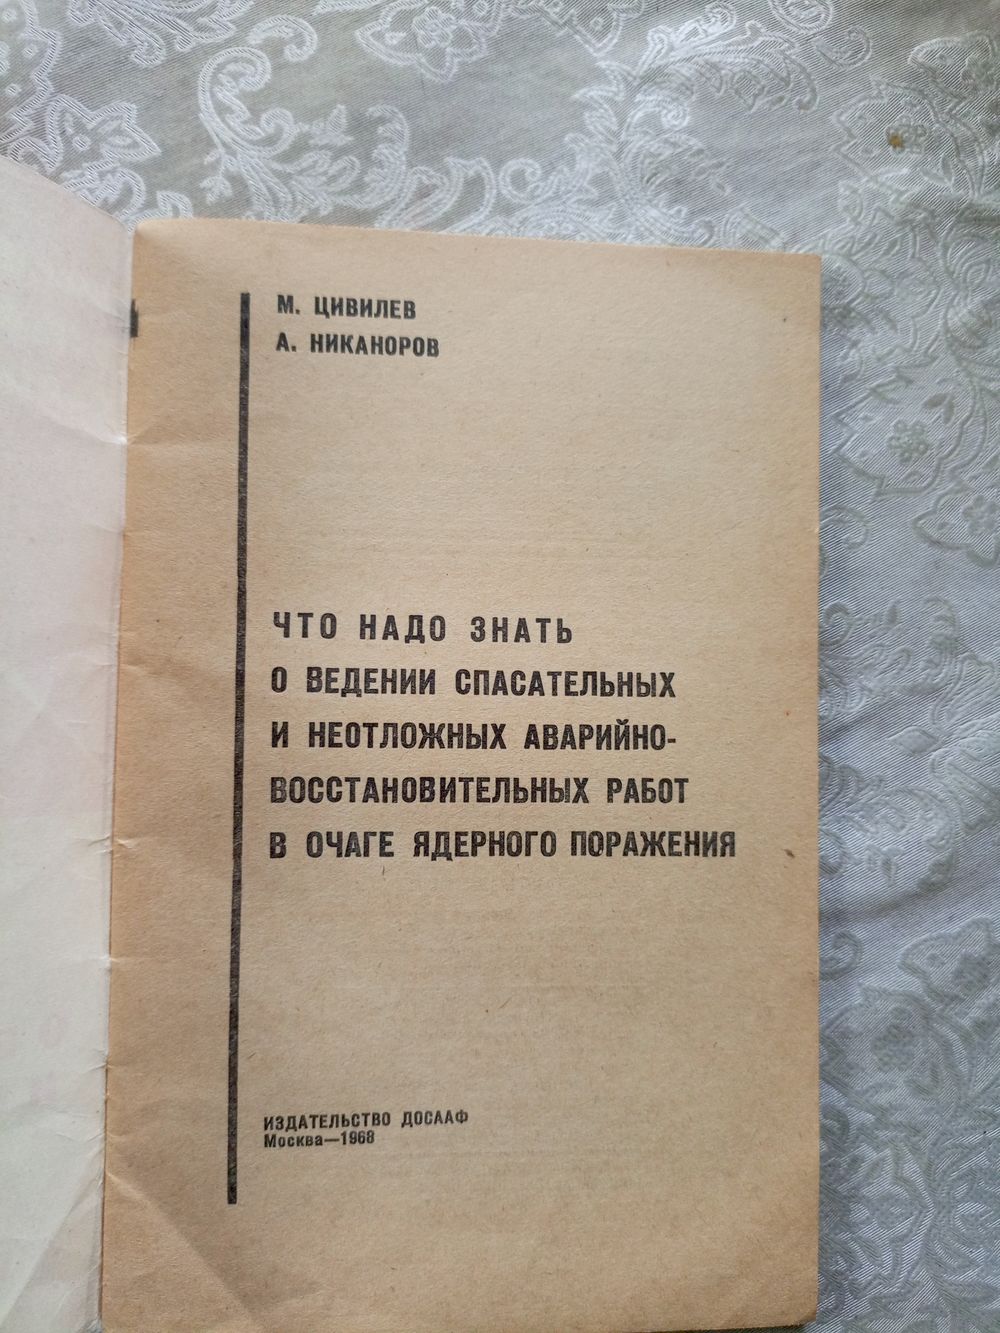 М. ЦИВИЛЕВ
А. НИКАНОРОВ
ЧТО НАДО ЗНАТЬ
О ВЕДЕНИИ СПАСАТЕЛЬНЫХ
И НЕОТЛОЖНЫХ АВАРИЙНО-
ВОССТАНОВИТЕЛЬНЫХ РАБОТ
В ОЧАГЕ ЯДЕРНОГО ПОРАЖЕНИЯ
ИЗДАТЕЛЬСТВО ДОСААФ
Москва—1968